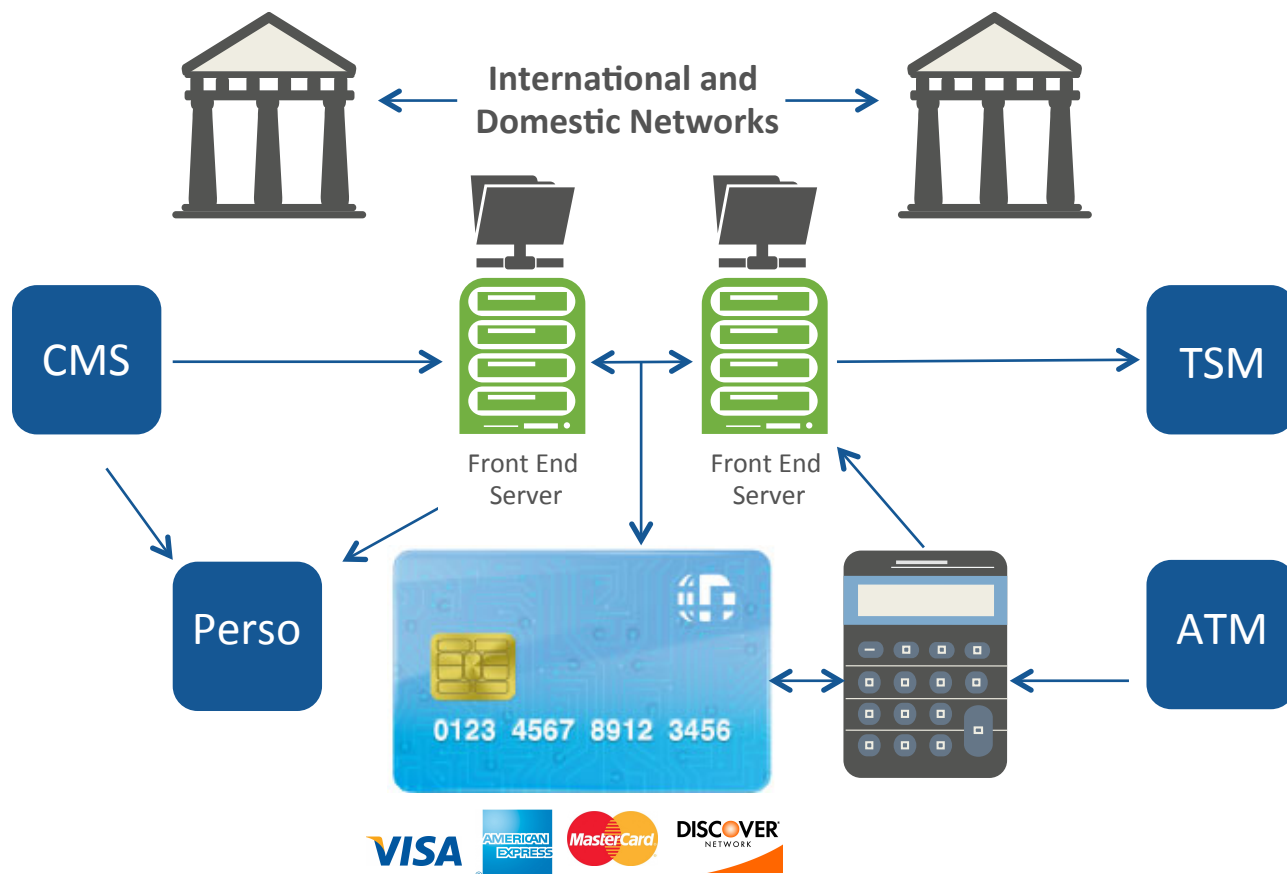 International and
Domestic Networks
CMS
TSM
Front End
Server
Front End
Server
Perso
ATM
0123 4567 8912 3456
VISA
AMERICAN
EXPRESS
®
MasterCard
DISCOVER
NETWORK